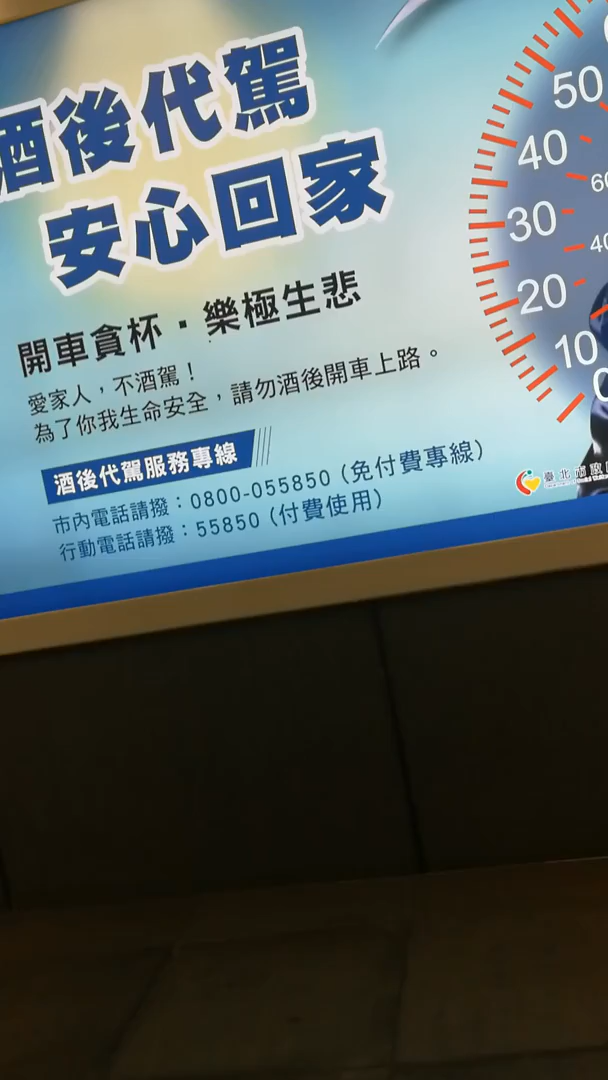 酒後代駕
安心回家
開車貪杯·樂極生悲
愛家人，不酒駕！
為了你我生命安全，請勿酒後開車上路。
酒後代駕服務專線
市內電話請撥：0800-055850（免付費專線）
行動電話請撥：55850（付費使用）
臺北市政
50
40
30
20
10
0
60
40